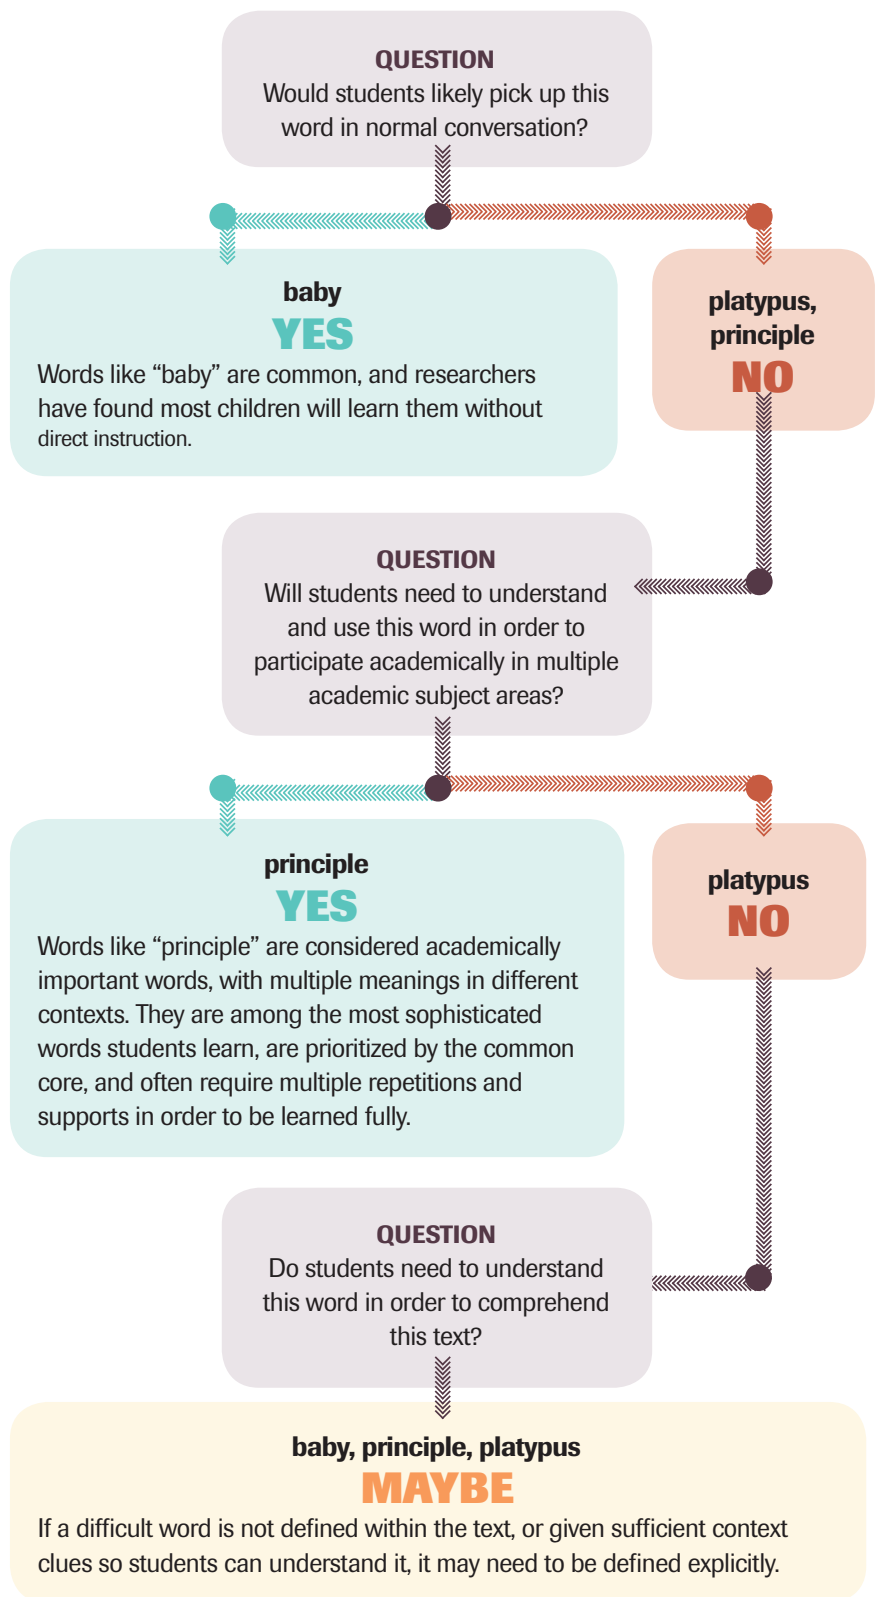 QUESTION
Would students likely pick up this
word in normal conversation?
baby
YES
Words like “baby” are common, and researchers
have found most children will learn them without
direct instruction.
platypus,
principle
NO
QUESTION
Will students need to understand
and use this word in order to
participate academically in multiple
academic subject areas?
principle
YES
Words like “principle” are considered academically
important words, with multiple meanings in different
contexts. They are among the most sophisticated
words students learn, are prioritized by the common
core, and often require multiple repetitions and
supports in order to be learned fully.
platypus
NO
QUESTION
Do students need to understand
this word in order to comprehend
this text?
baby, principle, platypus
MAYBE
If a difficult word is not defined within the text, or given sufficient context
clues so students can understand it, it may need to be defined explicitly.